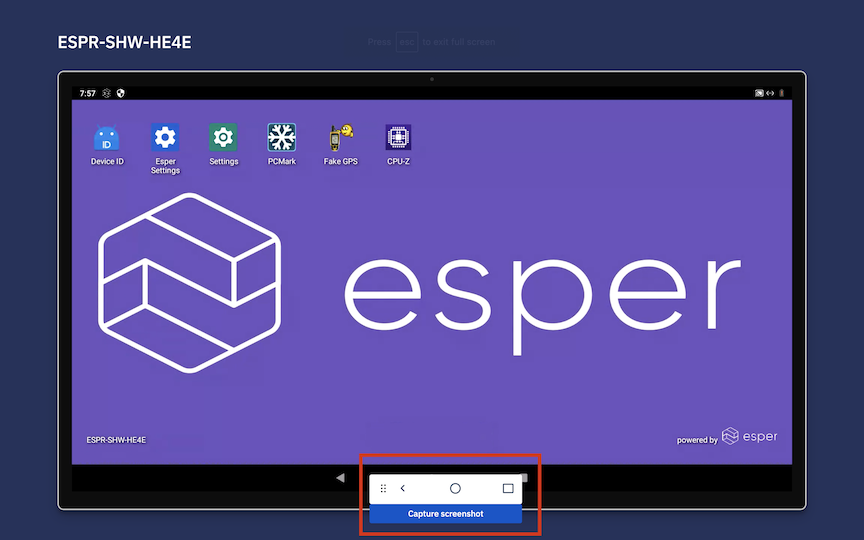 ESPR-SHW-HE4E
Press esc to exit full screen
7:57
ID
Device ID
Esper
Settings
Settings
PCMark
Fake GPS
CPU-Z
esper
ESPR-SHW-HE4E
powered by esper
Capture screenshot